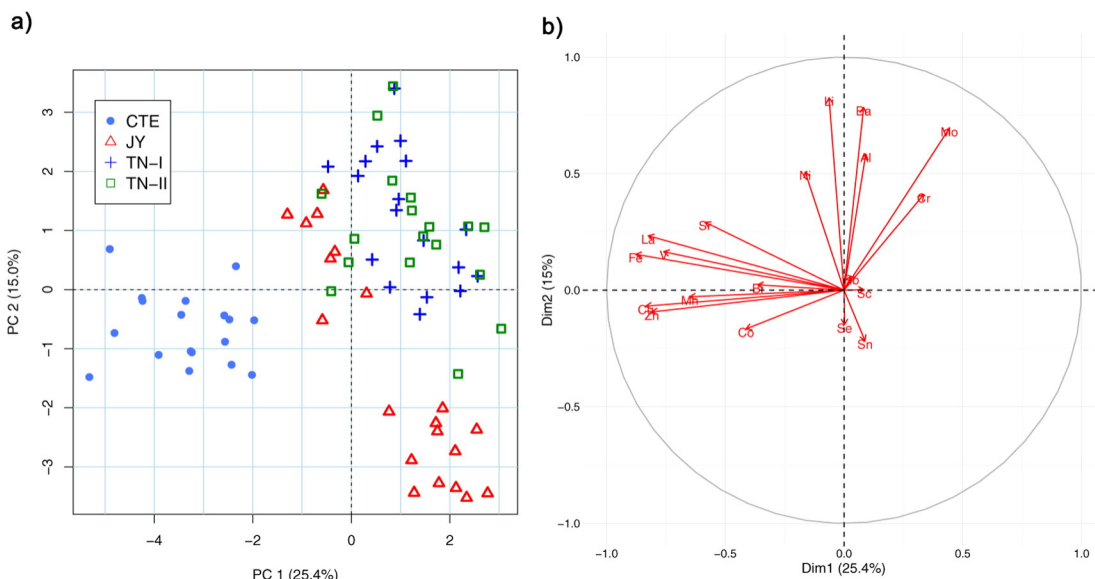 a)
b)
CTE
JY
TN-I
TN-II
3
2
1
0
−1
−2
−3
−4
−2
0
2
PC 2 (15.0%)
PC 1 (25.4%)
1.0
0.5
0.0
−0.5
−1.0
−1.0
−0.5
0.0
0.5
1.0
Dim2 (15%)
Dim1 (25.4%)
Li
Ba
Mo
Al
Ni
Cr
Sr
La
V
Fe
Mn
Zn
Co
Sc
Se
Sn